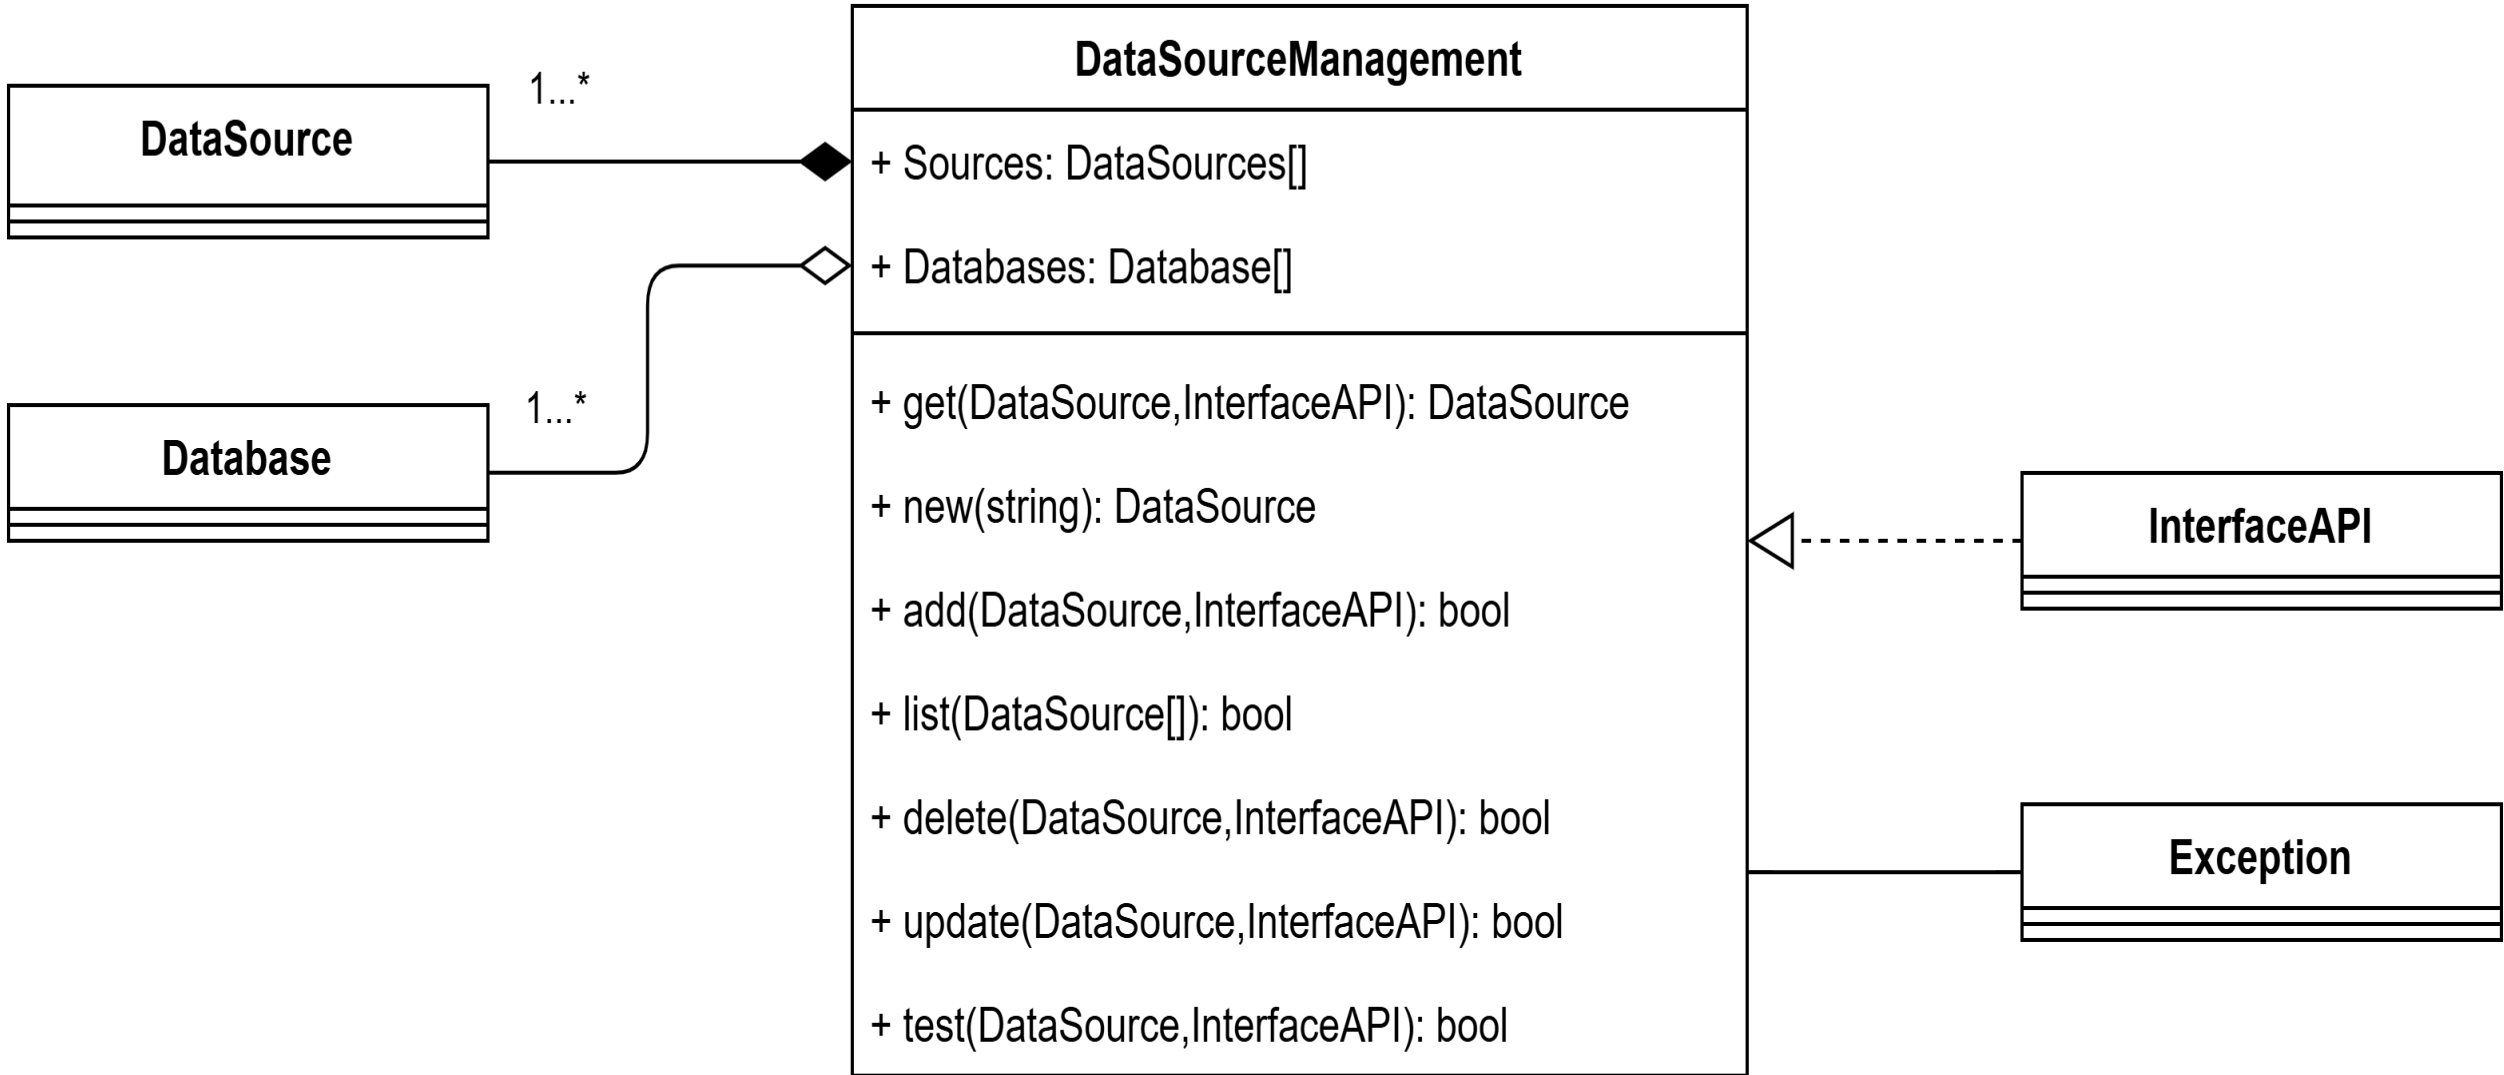 DataSource
1...*
Database
1...*
DataSourceManagement
+ Sources: DataSources[]
+ Databases: Database[]
+ get(DataSource,InterfaceAPI): DataSource
+ new(string): DataSource
+ add(DataSource,InterfaceAPI): bool
+ list(DataSource[]): bool
+ delete(DataSource,InterfaceAPI): bool
+ update(DataSource,InterfaceAPI): bool
+ test(DataSource,InterfaceAPI): bool
InterfaceAPI
Exception